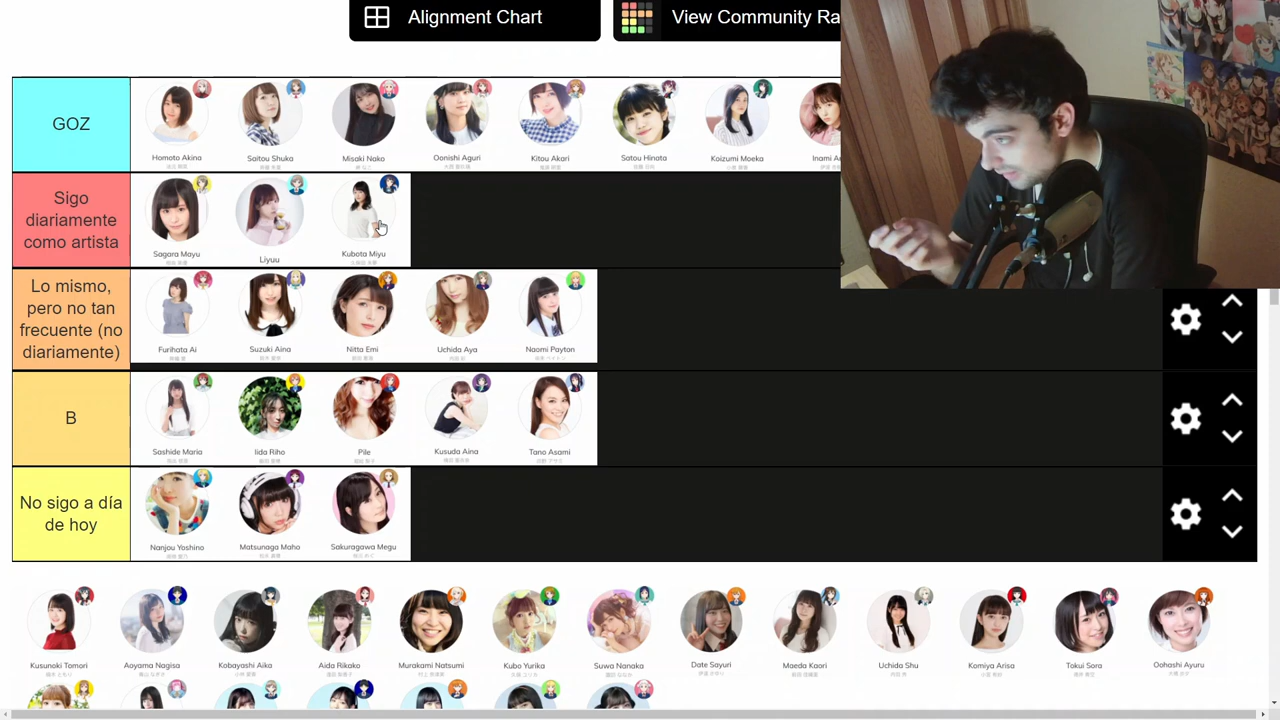 Alignment Chart
View Community Ra
GOZ
Homoto Akina
Saitou Shuka
Misaki Nako
Oonishi Aguri
Kitou Akari
Satou Hinata
Koizumi Moeka
Inami An
Sigo
diariamente
como artista
Sagara Mayu
Liyuu
Kubota Miyu
Lo mismo,
pero no tan
frecuente (no
diariamente)
Furihata Ai
Suzuki Aina
Nitta Emi
Uchida Aya
Naomi Payton
B
Sashide Maria
Iida Riho
Pile
Kusuda Aina
Tano Asami
No sigo a día
de hoy
Nanjou Yoshino
Matsunaga Maho
Sakuragawa Megu
Kusunoki Tomori
Aoyama Nagisa
Kobayashi Aika
Aida Rikako
Murakami Natsumi
Kubo Yurika
Suwa Nanaka
Date Sayuri
Maeda Kaori
Uchida Shu
Komiya Arisa
Tokui Sora
Oohashi Ayuru